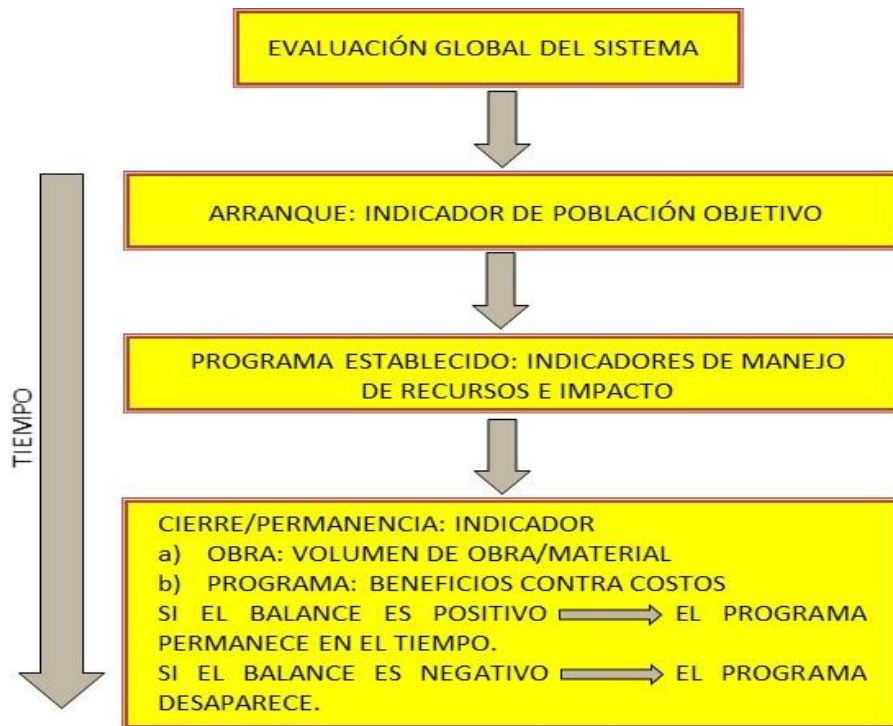 EVALUACIÓN GLOBAL DEL SISTEMA
ARRANQUE: INDICADOR DE POBLACIÓN OBJETIVO
PROGRAMA ESTABLECIDO: INDICADORES DE MANEJO
DE RECURSOS E IMPACTO
TIEMPO
CIERRE/PERMANENCIA: INDICADOR
a) OBRA: VOLUMEN DE OBRA/MATERIAL
b) PROGRAMA: BENEFICIOS CONTRA COSTOS
SI EL BALANCE ES POSITIVO EL PROGRAMA
PERMANECE EN EL TIEMPO.
SI EL BALANCE ES NEGATIVO EL PROGRAMA
DESAPARECE.